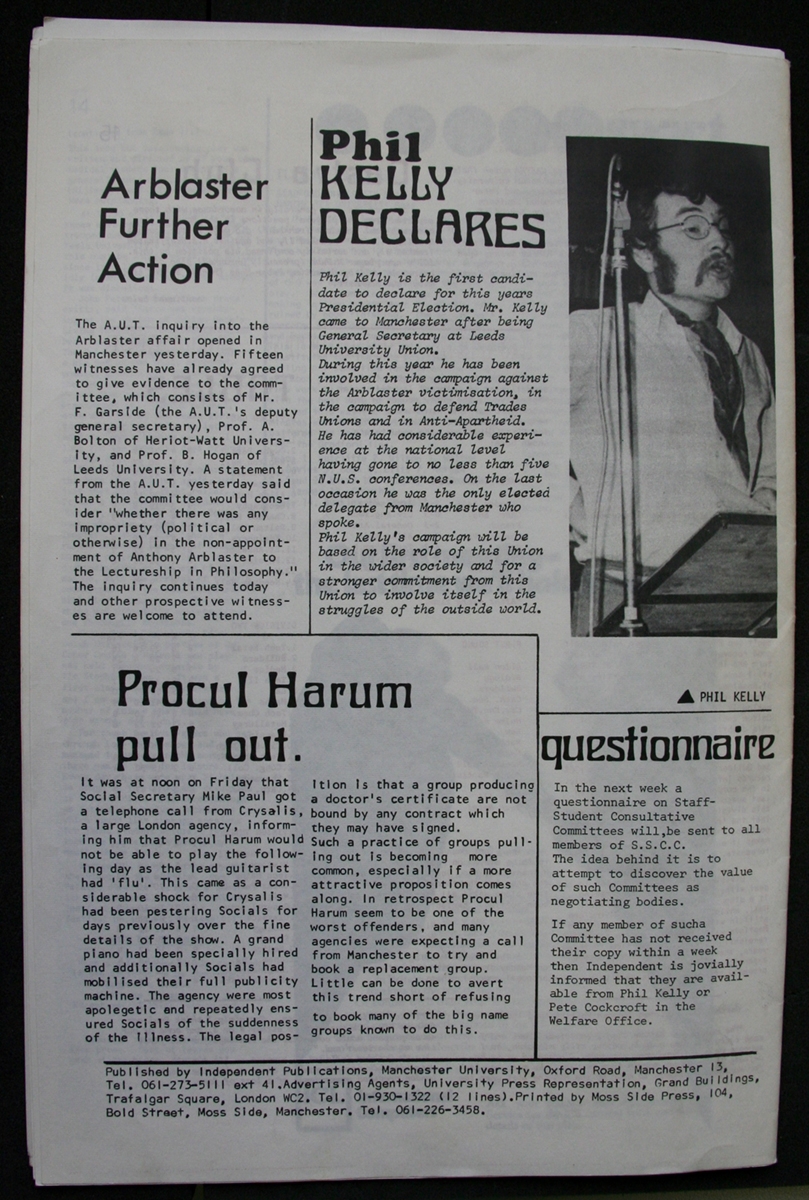 Arblaster
Further
Action
The A.U.T. inquiry into the
Arblaster affair opened in
Manchester yesterday. Fifteen
witnesses have already agreed
to give evidence to the comm-
ittee, which consists of Mr.
F. Garside (the A.U.T.'s deputy
general secretary), Prof. A.
Bolton of Heriot-Watt Univers-
ity, and Prof. B. Hogan of
Leeds University. A statement
from the A.U.T. yesterday said
that the committee would cons-
ider "whether there was any
impropriety (political or
otherwise) in the non-appoint-
ment of Anthony Arblaster to
the Lectureship in Philosophy."
The inquiry continues today
and other prospective witness-
es are welcome to attend.
Phil
KELLY
DECLARES
Phil Kelly is the first candi-
date to declare for this years
Presidential Election. Mr. Kelly
came to Manchester after being
General Secretary at Leeds
University Union.
During this year he has been
involved in the campaign against
the Arblaster victimisation, in
the campaign to defend Trades
Unions and in Anti-Apartheid.
He has had considerable experi-
ence at the national level
having gone to no less than five
N.U.S. conferences. On the last
occasion he was the only elected
delegate from Manchester who
spoke.
Phil Kelly's campaign will be
based on the role of this Union
in the wider society and for a
stronger commitment from this
Union to involve itself in the
struggles of the outside world.
▲ PHIL KELLY
Procul Harum
pull out.
It was at noon on Friday that
Social Secretary Mike Paul got
a telephone call from Crysalis,
a large London agency, inform-
ing him that Procul Harum would
not be able to play the follow-
ing day as the lead guitarist
had 'flu'. This came as a con-
siderable shock for Crysalis
had been pestering Socials for
days previously over the fine
details of the show. A grand
piano had been specially hired
and additionally Socials had
mobilised their full publicity
machine. The agency were most
apolegetic and repeatedly ens-
ured Socials of the suddenness
of the illness. The legal pos-
ition is that a group producing
a doctor's certificate are not
bound by any contract which
they may have signed.
Such a practice of groups pull-
ing out is becoming more
common, especially if a more
attractive proposition comes
along. In retrospect Procul
Harum seem to be one of the
worst offenders, and many
agencies were expecting a call
from Manchester to try and
book a replacement group.
Little can be done to avert
this trend short of refusing
to book many of the big name
groups known to do this.
questionnaire
In the next week a
questionnaire on Staff-
Student Consultative
Committees will,be sent to all
members of S.S.C.C.
The idea behind it is to
attempt to discover the value
of such Committees as
negotiating bodies.
If any member of sucha
Committee has not received
their copy within a week
then Independent is jovially
informed that they are avail-
able from Phil Kelly or
Pete Cockcroft in the
Welfare Office.
Published by Independent Publications, Manchester University, Oxford Road, Manchester 13,
Tel. 061-273-5111 ext 41.Advertising Agents, University Press Representation, Grand Buildings,
Trafalgar Square, London WC2. Tel. 01-930-1322 (12 lines).Printed by Moss Side Press, 104,
Bold Street, Moss Side, Manchester. Tel. 061-226-3458.